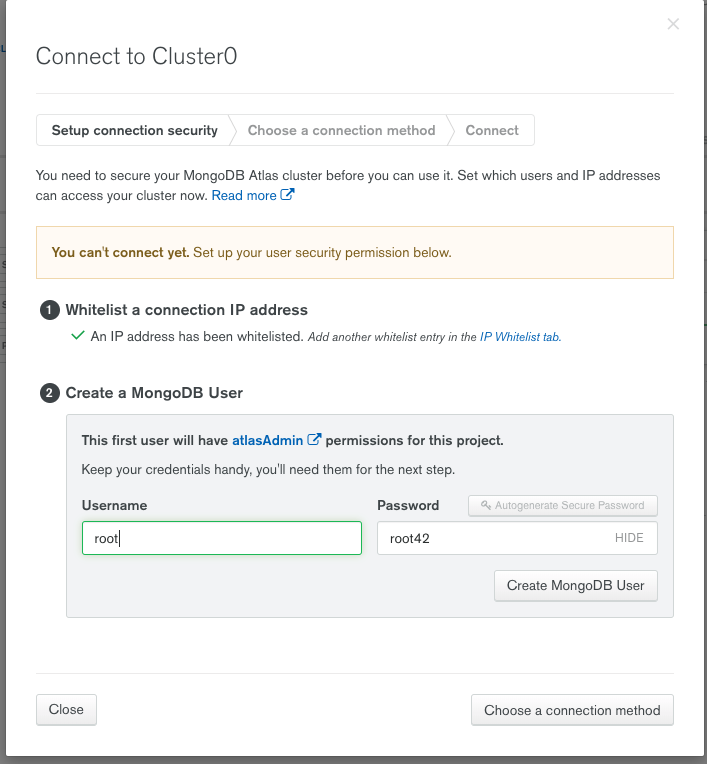 Connect to Cluster0
Setup connection security
Choose a connection method
Connect
You need to secure your MongoDB Atlas cluster before you can use it. Set which users and IP addresses
can access your cluster now. Read more
You can't connect yet. Set up your user security permission below.
1 Whitelist a connection IP address
An IP address has been whitelisted. Add another whitelist entry in the IP Whitelist tab.
2 Create a MongoDB User
This first user will have atlasAdmin permissions for this project.
Keep your credentials handy, you'll need them for the next step.
Username
Password
Autogenerate Secure Password
root
root42
HIDE
Create MongoDB User
Close
Choose a connection method